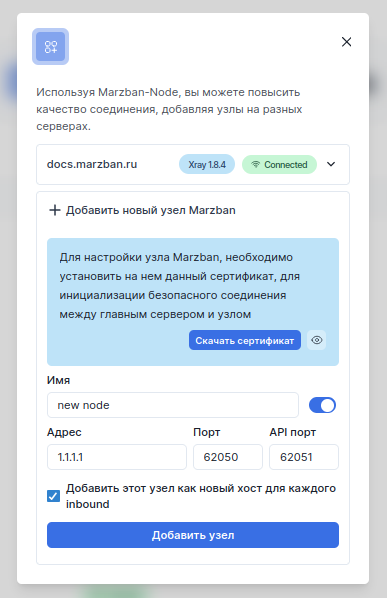 Используя Marzban-Node, вы можете повысить
качество соединения, добавляя узлы на разных
серверах.
docs.marzban.ru Xray 1.8.4 Connected
Добавить новый узел Marzban
Для настройки узла Marzban, необходимо
установить на нем данный сертификат, для
инициализации безопасного соединения
между главным сервером и узлом
Скачать сертификат
Имя
new node
Адрес Порт API порт
1.1.1.1 62050 62051
Добавить этот узел как новый хост для каждого
inbound
Добавить узел